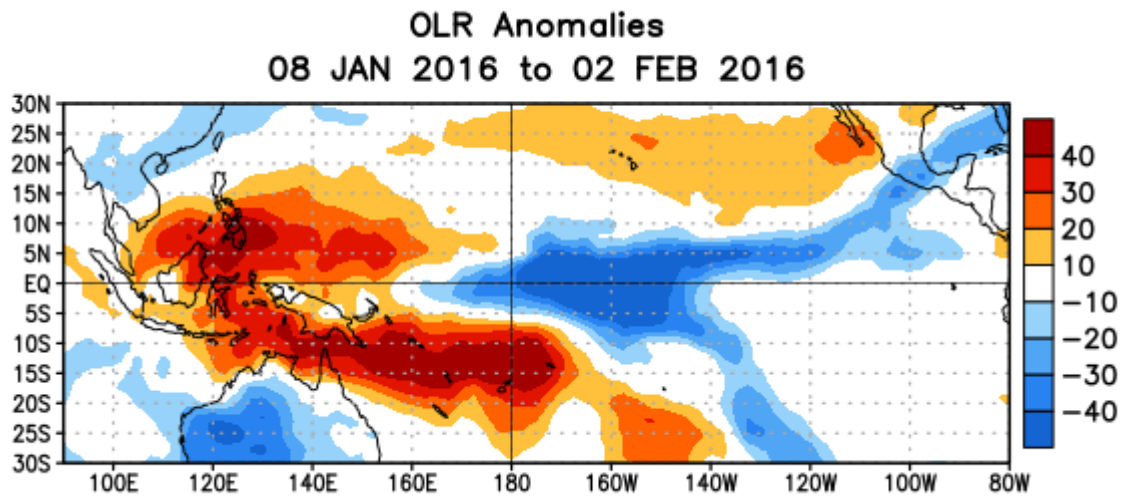 OLR Anomalies
08 JAN 2016 to 02 FEB 2016
30N
25N
20N
15N
10N
5N
EQ
5S
10S
15S
20S
25S
30S
100E 120E 140E 160E 180 160W 140W 120W 100W 80W
40
30
20
10
−10
−20
−30
−40